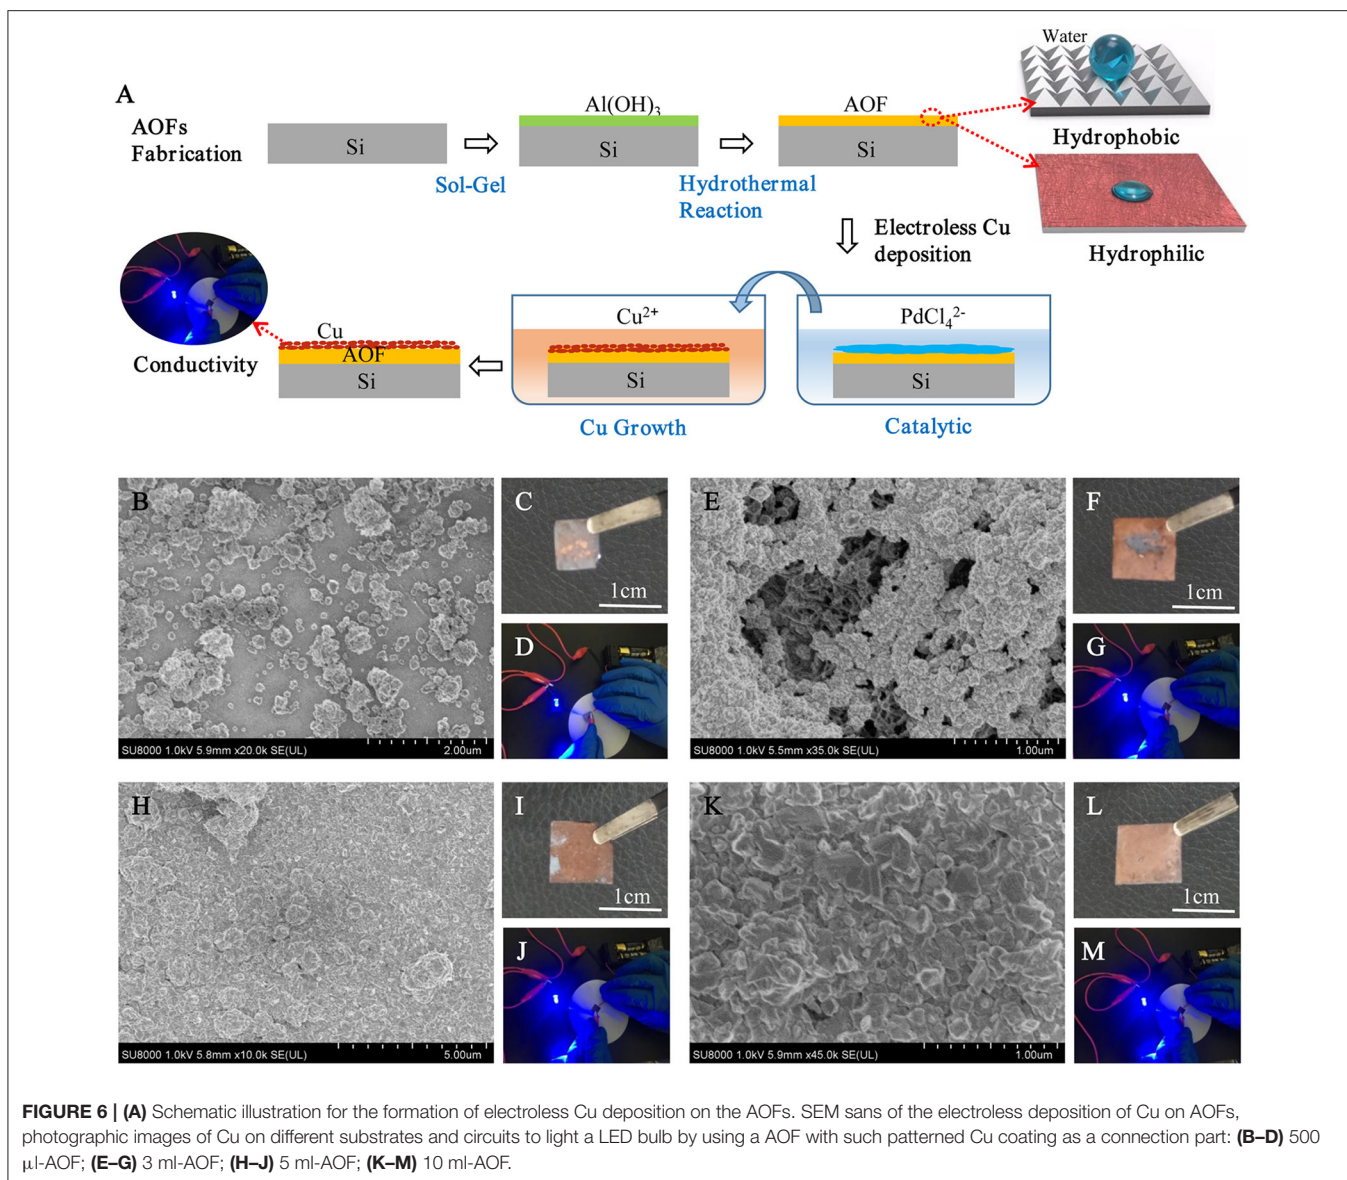 A
AOFs
Fabrication
Si
Sol-Gel
Al(OH)₃
Si
Hydrothermal
Reaction
AOF
Si
Water
Hydrophobic
Hydrophilic
Electroless Cu
deposition
PdCl₄²⁻
Si
Catalytic
Cu²⁺
Si
Cu Growth
Cu
AOF
Si
Conductivity
B
SU8000 1.0kV 5.9mm x20.0k SE(UL) 2.00um
C
1cm
D
E
SU8000 1.0kV 5.5mm x35.0k SE(UL) 1.00um
F
1cm
G
H
SU8000 1.0kV 5.8mm x10.0k SE(UL) 5.00um
I
1cm
J
K
SU8000 1.0kV 5.9mm x45.0k SE(UL) 1.00um
L
1cm
M
FIGURE 6 | (A) Schematic illustration for the formation of electroless Cu deposition on the AOFs. SEM sans of the electroless deposition of Cu on AOFs,
photographic images of Cu on different substrates and circuits to light a LED bulb by using a AOF with such patterned Cu coating as a connection part: (B–D) 500
μl-AOF; (E–G) 3 ml-AOF; (H–J) 5 ml-AOF; (K–M) 10 ml-AOF.